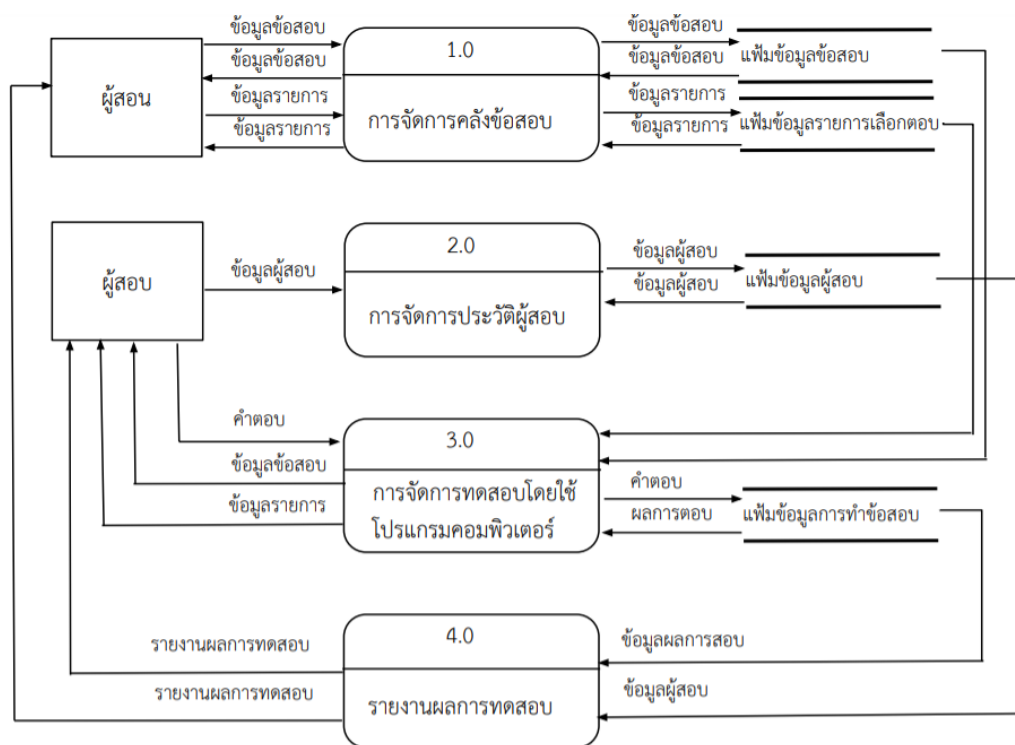 ข้อมูลข้อสอบ
ข้อมูลข้อสอบ
ข้อมูลรายการ
ข้อมูลรายการ
ผู้สอน
1.0
การจัดการคลังข้อสอบ
ข้อมูลข้อสอบ
ข้อมูลข้อสอบ
ข้อมูลรายการ
ข้อมูลรายการ
แฟ้มข้อมูลข้อสอบ
แฟ้มข้อมูลรายการเลือกตอบ
ผู้สอบ
ข้อมูลผู้สอบ
2.0
การจัดการประวัติผู้สอบ
ข้อมูลผู้สอบ
ข้อมูลผู้สอบ
แฟ้มข้อมูลผู้สอบ
คำตอบ
ข้อมูลข้อสอบ
ข้อมูลรายการ
3.0
การจัดการทดสอบโดยใช้
โปรแกรมคอมพิวเตอร์
คำตอบ
ผลการตอบ
แฟ้มข้อมูลการทำข้อสอบ
รายงานผลการทดสอบ
รายงานผลการทดสอบ
4.0
รายงานผลการทดสอบ
ข้อมูลผลการสอบ
ข้อมูลผู้สอบ